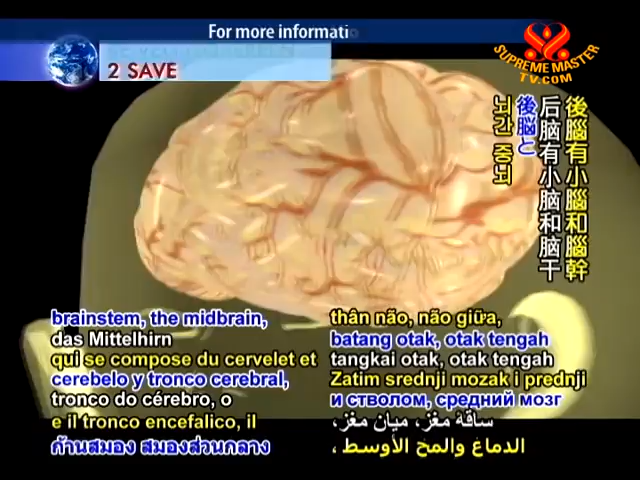 For more informati
2 SAVE
SUPREME MASTER
TV.COM
後腦有小腦和腦幹
后脑有小脑和脑干
後脳と
뇌간 중뇌
brainstem, the midbrain,
das Mittelhirn
qui se compose du cervelet et
cerebelo y tronco cerebral,
tronco do cérebro, o
e il tronco encefalico, il
ก้านสมอง สมองส่วนกลาง
thân não, não giữa,
batang otak, otak tengah
tangkai otak, otak tengah
Zatim srednji mozak i prednji
и стволом, средний мозг
ساقهٔ مغز، میان مغز،
الدماغ والمخ الأوسط،